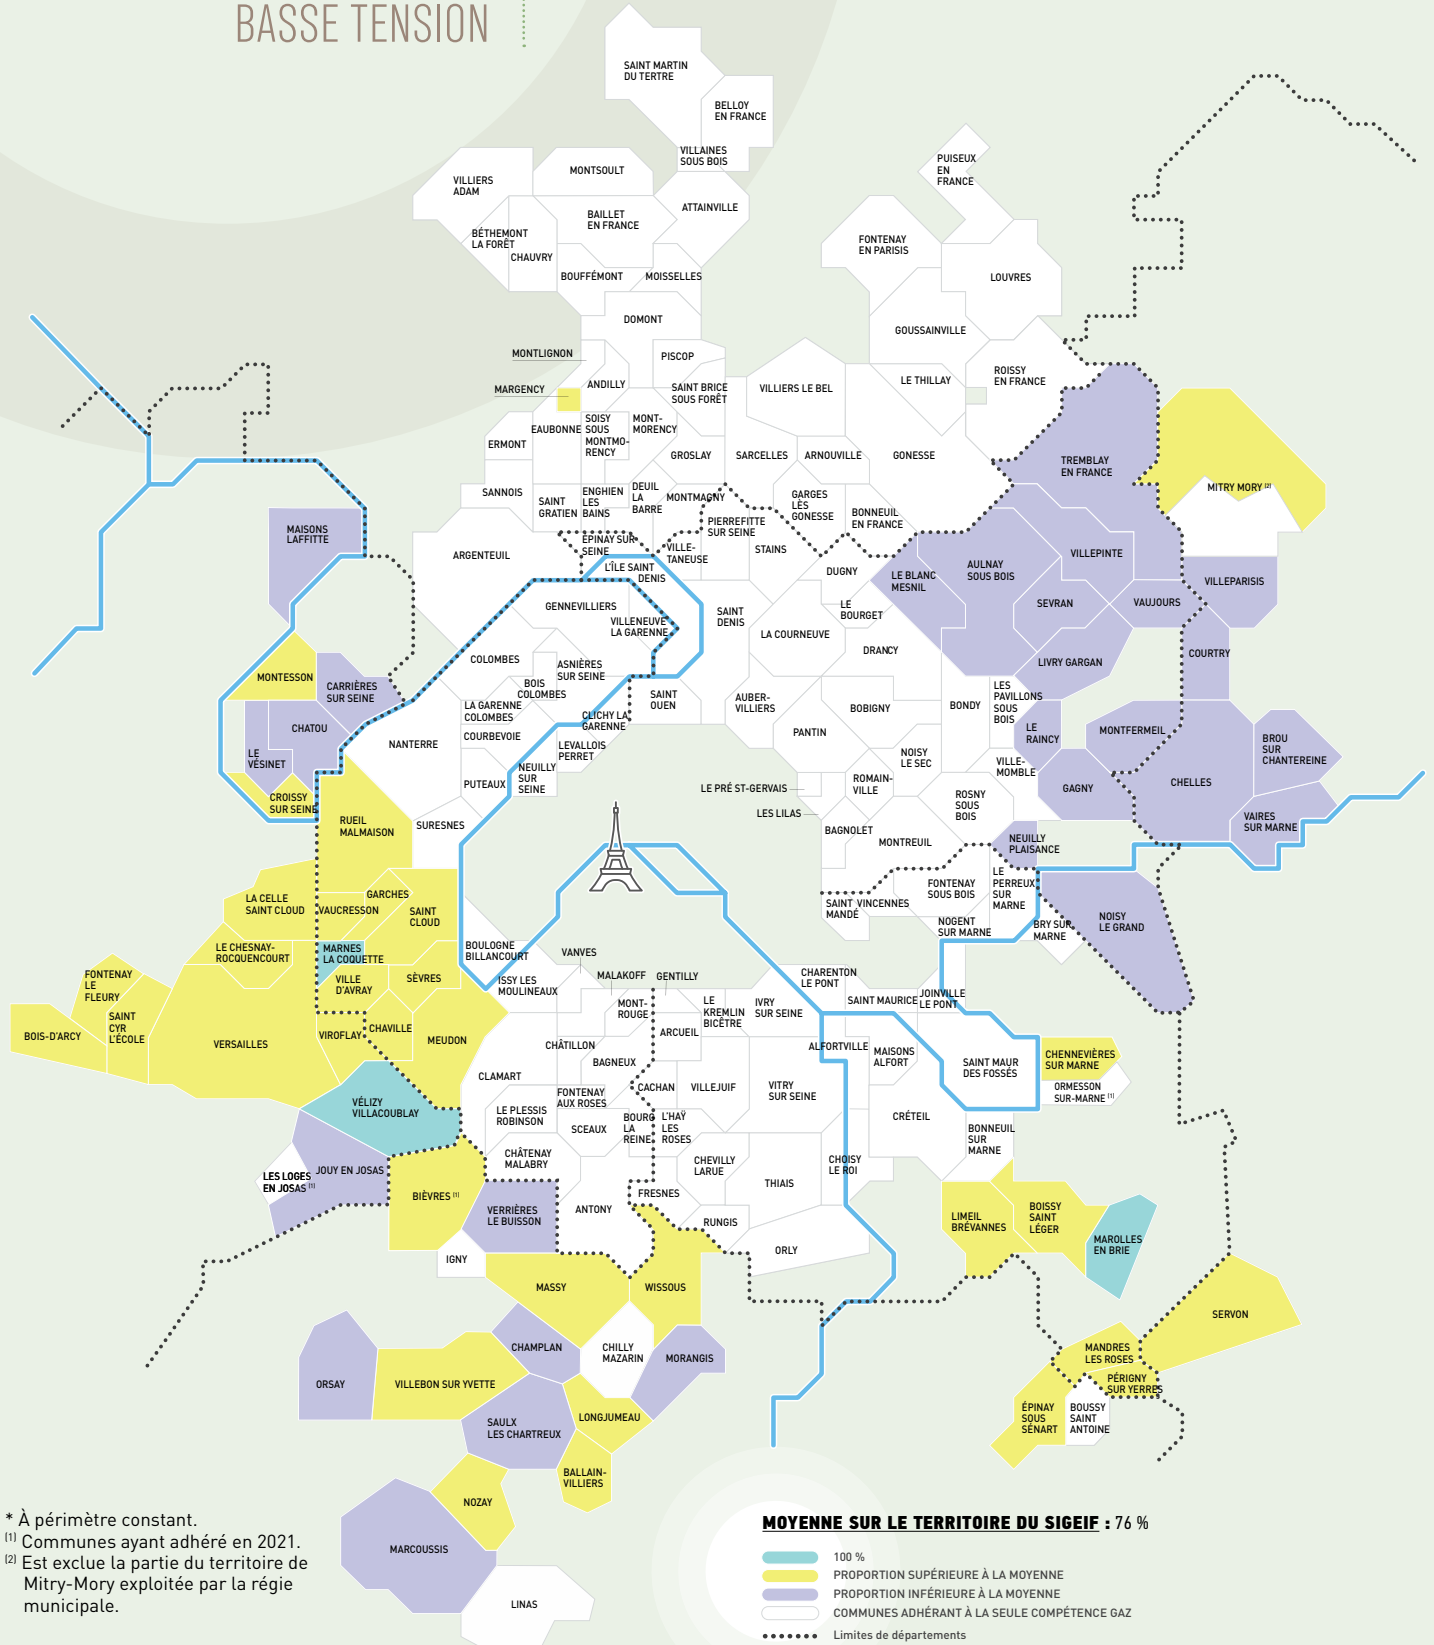 BASSE TENSION
SAINT MARTIN
DU TERTRE
BELLOY
EN FRANCE
VILLAINES
SOUS BOIS
PUISEUX
EN
FRANCE
MONTSOULT
VILLIERS
ADAM
ATTAINVILLE
BAILLET
EN FRANCE
BÉTHEMONT
LA FORÊT
CHAUVRY
FONTENAY
EN PARISIS
BOUFFÉMONT
MOISSELLES
LOUVRES
DOMONT
GOUSSAINVILLE
MONTLIGNON
PISCOP
ROISSY
EN FRANCE
MARGENCY
ANDILLY
SAINT BRICE
SOUS FORÊT
VILLIERS LE BEL
LE THILLAY
EAUBONNE
SOISY
SOUS
MONTMO-
RENCY
MONT-
MORENCY
ERMONT
GROSLAY
SARCELLES
ARNOUVILLE
GONESSE
TREMBLAY
EN FRANCE
MITRY MORY (2)
SANNOIS
SAINT
GRATIEN
ENGHIEN
LES
BAINS
DEUIL
LA
BARRE
MONTMAGNY
GARGES
LÈS
GONESSE
BONNEUIL
EN FRANCE
PIERREFITTE
SUR SEINE
MAISONS
LAFFITTE
ARGENTEUIL
ÉPINAY SUR
SEINE
VILLE-
TANEUSE
STAINS
VILLEPINTE
L'ÎLE SAINT
DENIS
DUGNY
LE BLANC
MESNIL
AULNAY
SOUS BOIS
VILLEPARISIS
GENNEVILLIERS
VILLENEUVE
LA GARENNE
SAINT
DENIS
LE
BOURGET
SEVRAN
VAUJOURS
LA COURNEUVE
DRANCY
COURTRY
COLOMBES
ASNIÈRES
SUR SEINE
LIVRY GARGAN
MONTESSON
CARRIÈRES
SUR SEINE
BOIS
COLOMBES
SAINT
OUEN
AUBER-
VILLIERS
BOBIGNY
BONDY
LES
PAVILLONS
SOUS
BOIS
LA GARENNE
COLOMBES
CLICHY LA
GARENNE
CHATOU
NANTERRE
COURBEVOIE
LEVALLOIS
PERRET
PANTIN
LE
RAINCY
MONTFERMEIL
BROU
SUR
CHANTEREINE
LE
VÉSINET
NOISY
LE SEC
VILLE-
MOMBLE
CHELLES
PUTEAUX
NEUILLY
SUR
SEINE
LE PRÉ ST-GERVAIS
ROMAIN-
VILLE
GAGNY
CROISSY
SUR SEINE
ROSNY
SOUS
BOIS
LES LILAS
RUEIL
MALMAISON
SURESNES
BAGNOLET
MONTREUIL
NEUILLY
PLAISANCE
VAIRES
SUR MARNE
LE
PERREUX
SUR
MARNE
FONTENAY
SOUS BOIS
LA CELLE
SAINT CLOUD
VAUCRESSON
GARCHES
SAINT
CLOUD
SAINT
MANDÉ
VINCENNES
NOGENT
SUR MARNE
BRY SUR
MARNE
NOISY
LE GRAND
LE CHESNAY-
ROCQUENCOURT
MARNES
LA COQUETTE
BOULOGNE
BILLANCOURT
VANVES
FONTENAY
LE
FLEURY
VILLE
D'AVRAY
SÈVRES
ISSY LES
MOULINEAUX
MALAKOFF
GENTILLY
CHARENTON
LE PONT
SAINT MAURICE
JOINVILLE
LE PONT
MONT-
ROUGE
LE
KREMLIN
BICÊTRE
IVRY
SUR SEINE
SAINT
CYR
L'ÉCOLE
BOIS-D'ARCY
VERSAILLES
VIROFLAY
CHAVILLE
MEUDON
CHÂTILLON
ARCUEIL
ALFORTVILLE
MAISONS
ALFORT
SAINT MAUR
DES FOSSÉS
CHENNEVIÈRES
SUR MARNE
CLAMART
BAGNEUX
ORMESSON
SUR-MARNE (1)
VÉLIZY
VILLACOUBLAY
FONTENAY
AUX ROSES
CACHAN
VILLEJUIF
VITRY
SUR SEINE
LE PLESSIS
ROBINSON
SCEAUX
BOURG
LA
REINE
L'HAŸ
LES
ROSES
CRÉTEIL
BONNEUIL
SUR
MARNE
LES LOGES
EN JOSAS (1)
JOUY EN JOSAS
CHÂTENAY
MALABRY
CHEVILLY
LARUE
CHOISY
LE ROI
BIÈVRES (1)
THIAIS
FRESNES
VERRIÈRES
LE BUISSON
ANTONY
RUNGIS
LIMEIL
BRÉVANNES
BOISSY
SAINT
LÉGER
MAROLLES
EN BRIE
IGNY
ORLY
MASSY
WISSOUS
SERVON
CHAMPLAN
CHILLY
MAZARIN
MORANGIS
MANDRES
LES ROSES
ORSAY
VILLEBON SUR YVETTE
PÉRIGNY
SUR YERRES
SAULX
LES CHARTREUX
LONGJUMEAU
ÉPINAY
SOUS
SÉNART
BOUSSY
SAINT
ANTOINE
BALLAIN-
VILLIERS
NOZAY
MARCOUSSIS
LINAS
* À périmètre constant.
(1) Communes ayant adhéré en 2021.
(2) Est exclue la partie du territoire de
Mitry-Mory exploitée par la régie
municipale.
MOYENNE SUR LE TERRITOIRE DU SIGEIF : 76 %
100 %
PROPORTION SUPÉRIEURE À LA MOYENNE
PROPORTION INFÉRIEURE À LA MOYENNE
COMMUNES ADHÉRANT À LA SEULE COMPÉTENCE GAZ
Limites de départements